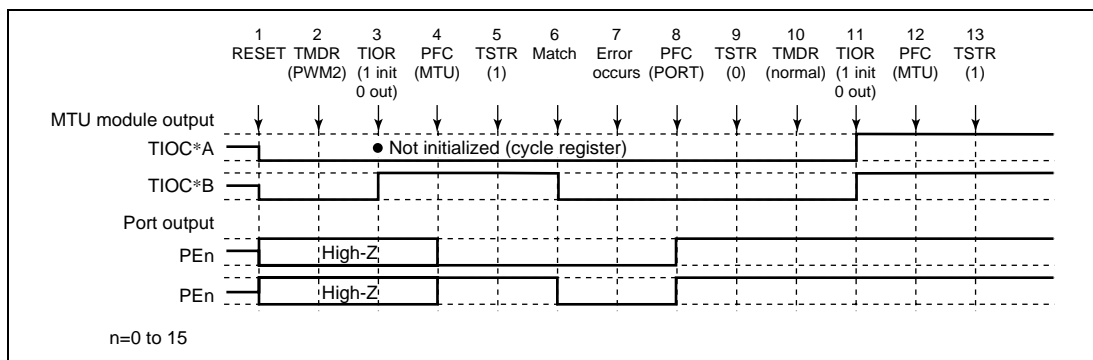 1 2 3 4 5 6 7 8 9 10 11 12 13
RESET TMDR TIOR PFC TSTR Match Error PFC TSTR TMDR TIOR PFC TSTR
(PWM2) (1 init (MTU) (1) occurs (PORT) (0) (normal) (1 init (MTU) (1)
0 out) 0 out)
MTU module output
TIOC*A ● Not initialized (cycle register)
TIOC*B
Port output
PEn High-Z
PEn High-Z
n=0 to 15